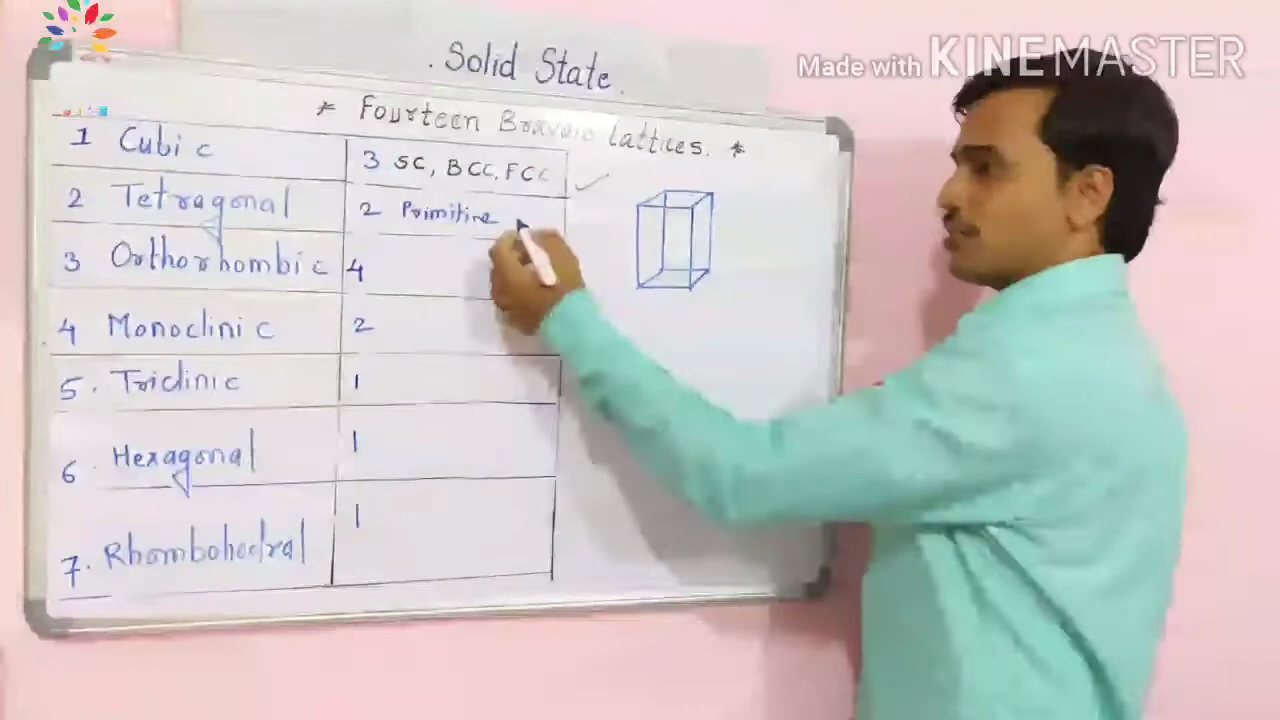 Solid State.
Made with KINEMASTER
* Fourteen Bravais Lattices. *
1 Cubic 3 SC, BCC, FCC ✓
2 Tetragonal 2 Primitive
3 Orthorhombic 4
4 Monoclinic 2
5. Triclinic 1
6. Hexagonal 1
7. Rhombohedral 1